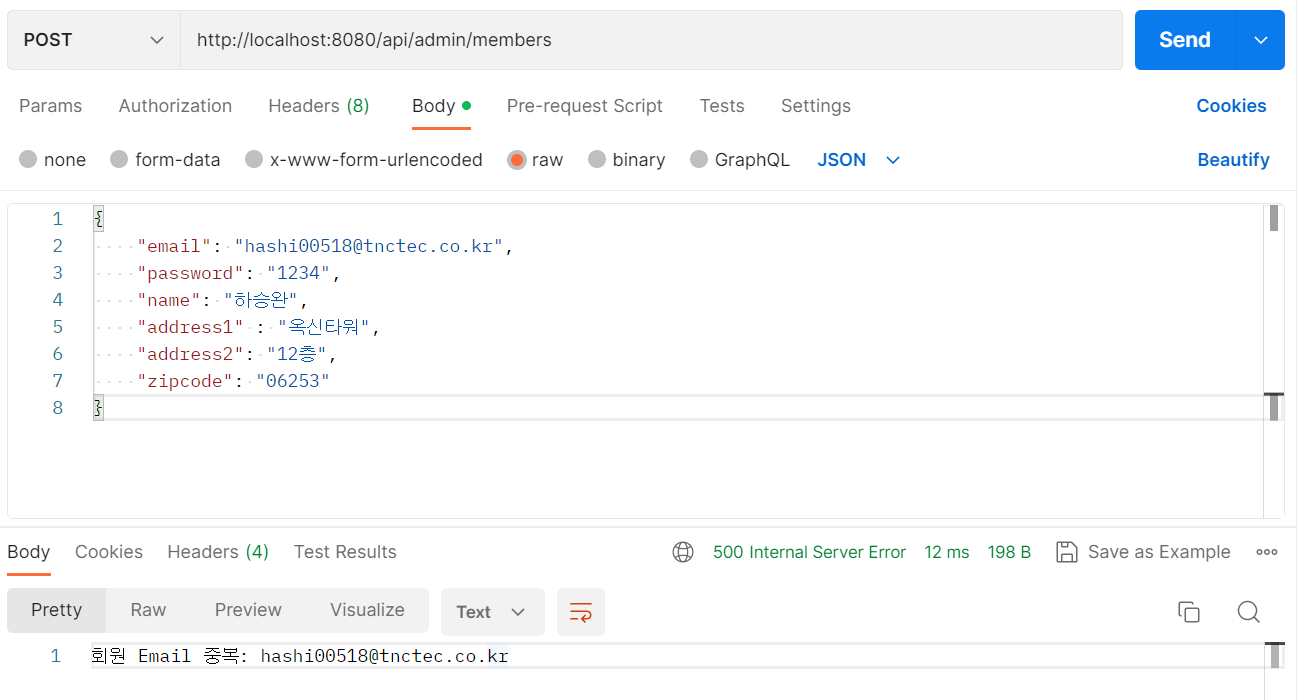 POST http://localhost:8080/api/admin/members Send
Params Authorization Headers (8) Body Pre-request Script Tests Settings Cookies
none form-data x-www-form-urlencoded raw binary GraphQL JSON Beautify
1 {
2 "email": "hashi00518@tnctec.co.kr",
3 "password": "1234",
4 "name": "하승완",
5 "address1" : "옥신타워",
6 "address2": "12층",
7 "zipcode": "06253"
8 }
Body Cookies Headers (4) Test Results 500 Internal Server Error 12 ms 198 B Save as Example
Pretty Raw Preview Visualize Text
1 회원 Email 중복: hashi00518@tnctec.co.kr